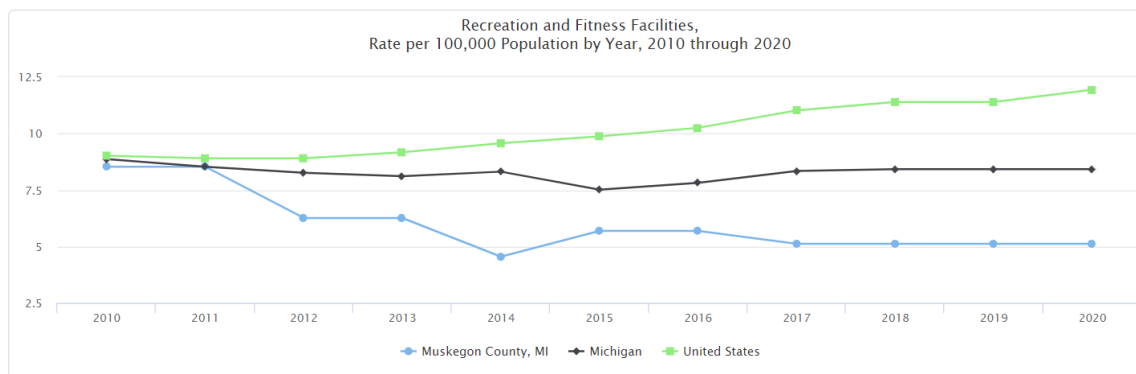 Recreation and Fitness Facilities,
Rate per 100,000 Population by Year, 2010 through 2020
12.5
10
7.5
5
2.5
2010 2011 2012 2013 2014 2015 2016 2017 2018 2019 2020
Muskegon County, MI Michigan United States